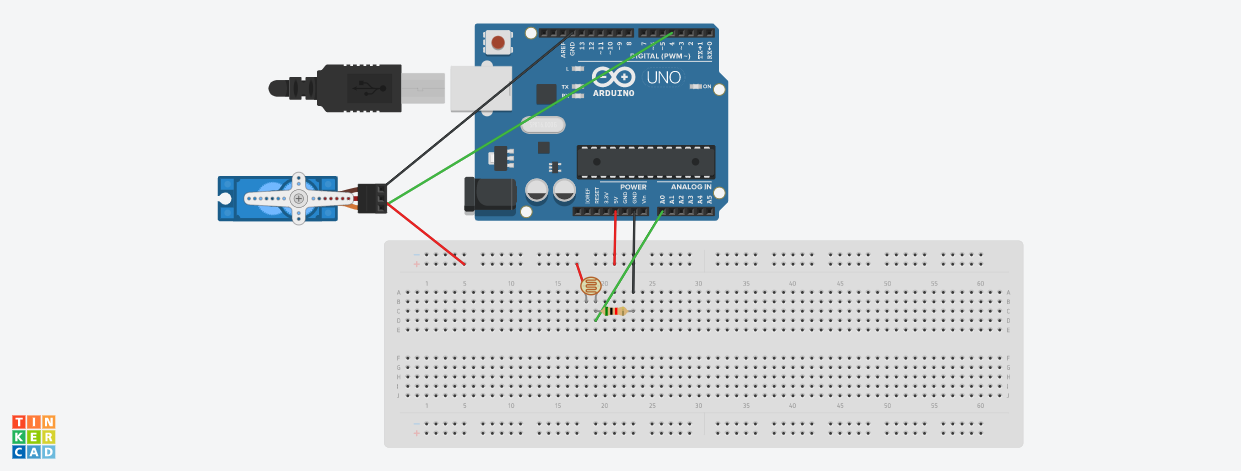 AREF
GND
13
12
~11
~10
~9
8
7
~6
~5
4
~3
2
TX→1
RX←0
DIGITAL (PWM~)
L
TX
RX
UNO
ON
ARDUINO
POWER
ANALOG IN
IOREF
RESET
3.3V
5V
GND
GND
Vin
A0
A1
A2
A3
A4
A5
1 5 10 15 20 25 30 35 40 45 50 55 60
A A
B B
C C
D D
E E
F F
G G
H H
I I
J J
1 5 10 15 20 25 30 35 40 45 50 55 60
TIN
KER
CAD